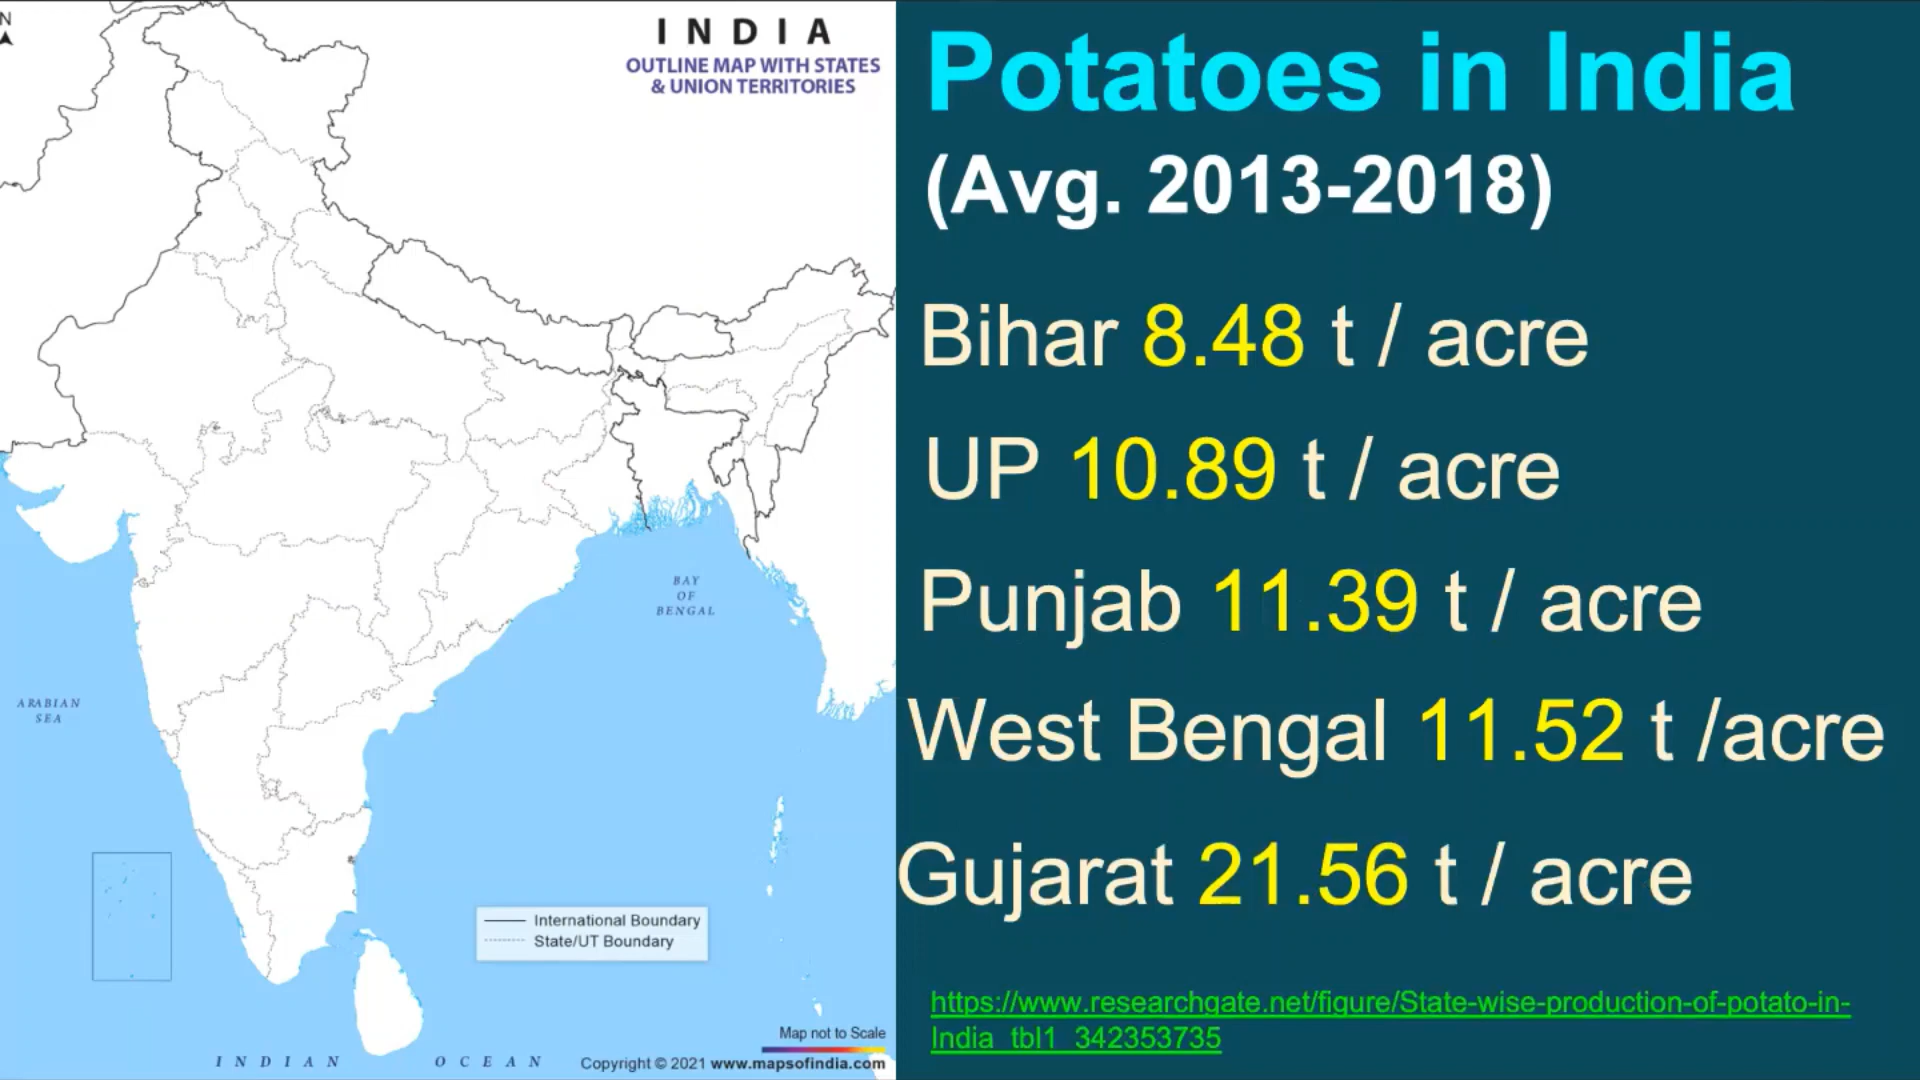 N
INDIA
OUTLINE MAP WITH STATES
& UNION TERRITORIES
BAY
OF
BENGAL
ARABIAN
SEA
International Boundary
State/UT Boundary
Map not to Scale
INDIAN OCEAN
Copyright © 2021 www.mapsofindia.com
Potatoes in India
(Avg. 2013-2018)
Bihar 8.48 t / acre
UP 10.89 t / acre
Punjab 11.39 t / acre
West Bengal 11.52 t /acre
Gujarat 21.56 t / acre
https://www.researchgate.net/figure/State-wise-production-of-potato-in-
India_tbl1_342353735